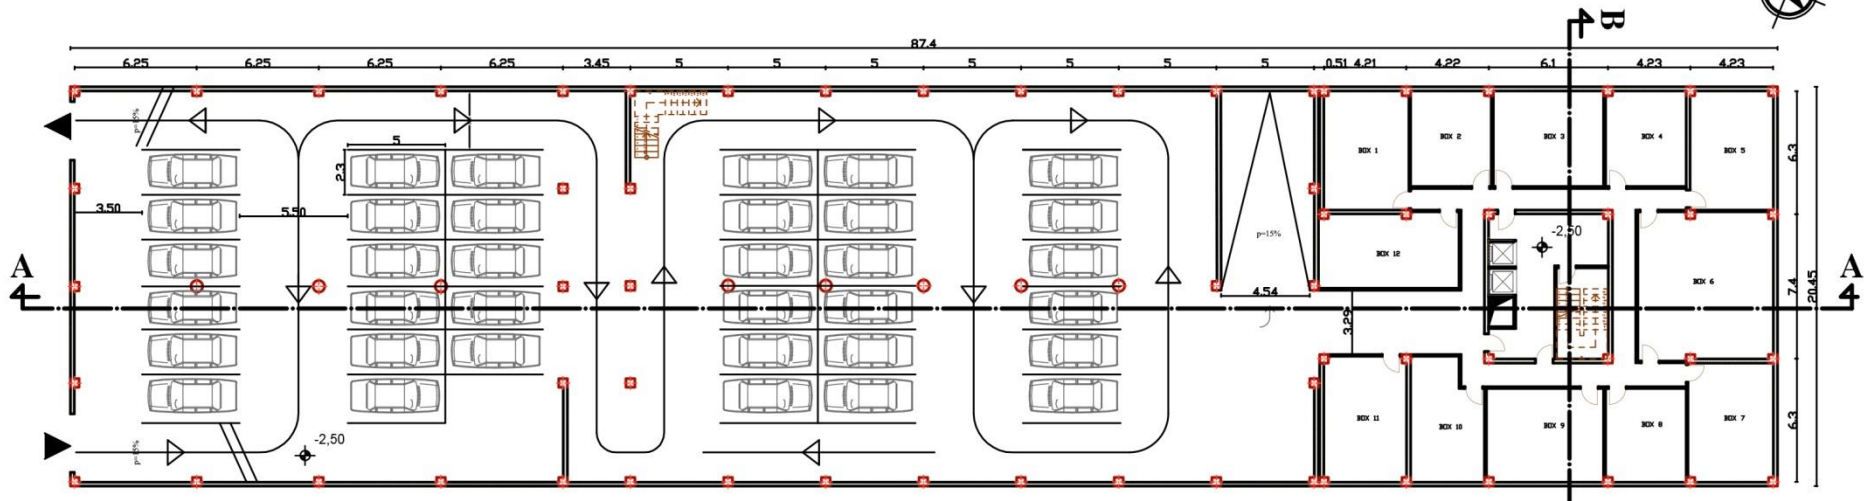 B
87.4
6.25 6.25 6.25 6.25 3.45 5 5 5 5 5 5 5 0.51 4.21 4.22 6.1 4.23 4.23
p=15%
5
2.3
BOX 1
BOX 2
BOX 3
BOX 4
BOX 5
6.3
3.50
5.50
p=15%
BOX 12
-2,50
A
A
4.54
BOX 6
7.4
20.45
3.29
BOX 11
BOX 10
BOX 9
BOX 8
BOX 7
6.3
-2,50
p=15%